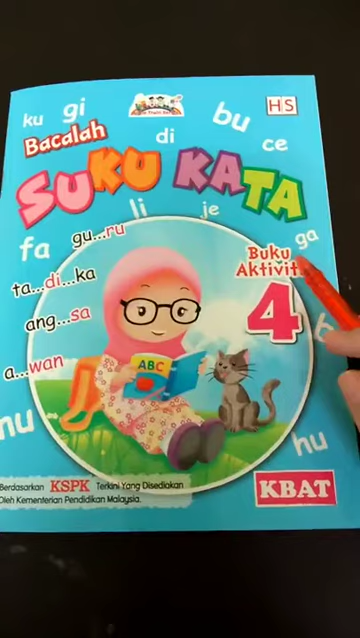 ku gi
bu
HS
Bacalah
di
ce
SUKU KATA
li
je
fa
gu...ru
ga
Buku
Aktiviti
ta...di...ka
4
ang...sa
a...wan
ABC
nu
hu
Berdasarkan KSPK Terkini Yang Disediakan
Oleh Kementerian Pendidikan Malaysia.
KBAT